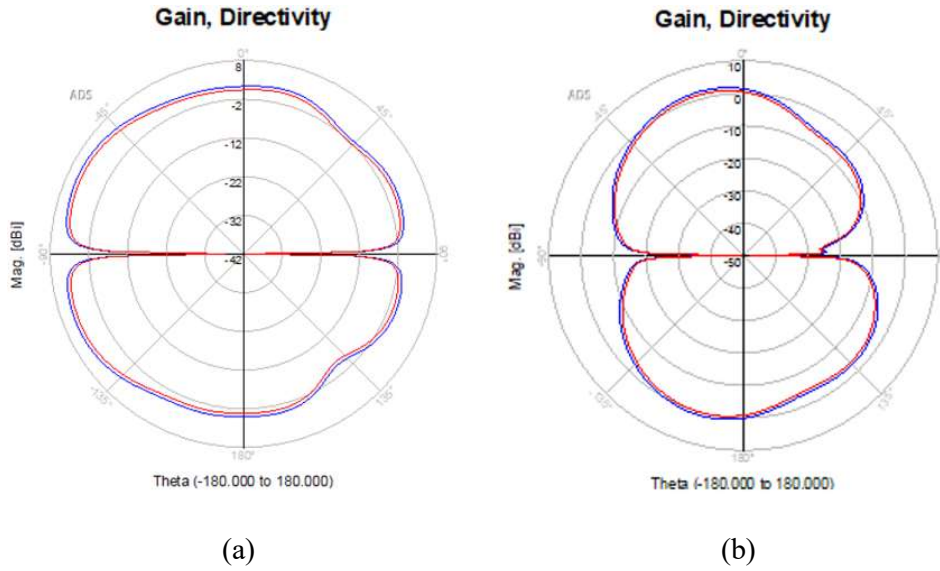 Gain, Directivity
0°
8
ADS
-45°
45°
-2
-12
-22
-32
-42
Mag. [dBi]
-90°
90
-135°
135°
180°
Theta (-180.000 to 180.000)
(a)
Gain, Directivity
0°
10
ADS
-45°
45°
0
-10
-20
-30
-40
-50
Mag. [dBi]
-135°
135°
180°
Theta (-180.000 to 180.000)
(b)